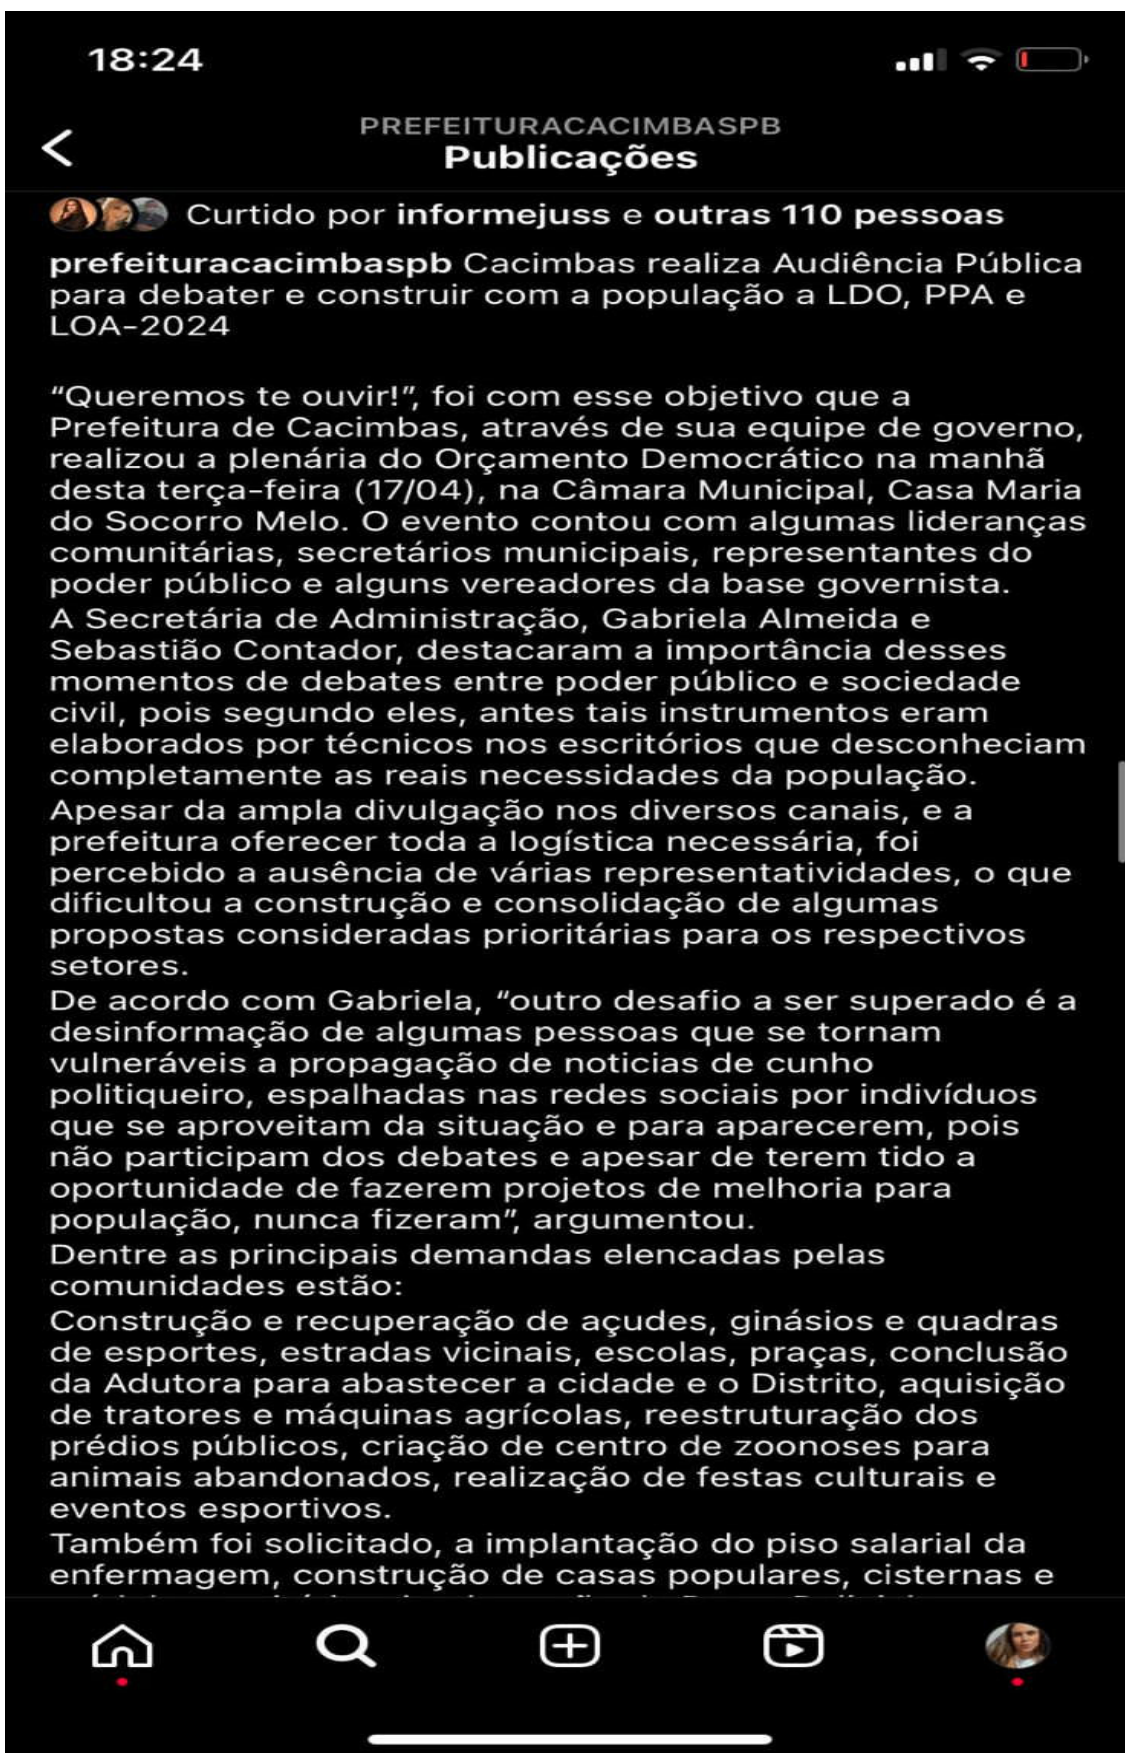 18:24
PREFEITURACACIMBASPB
Publicações
Curtido por informejuss e outras 110 pessoas
prefeituracacimbaspb Cacimbas realiza Audiência Pública
para debater e construir com a população a LDO, PPA e
LOA-2024
“Queremos te ouvir!”, foi com esse objetivo que a
Prefeitura de Cacimbas, através de sua equipe de governo,
realizou a plenária do Orçamento Democrático na manhã
desta terça-feira (17/04), na Câmara Municipal, Casa Maria
do Socorro Melo. O evento contou com algumas lideranças
comunitárias, secretários municipais, representantes do
poder público e alguns vereadores da base governista.
A Secretária de Administração, Gabriela Almeida e
Sebastião Contador, destacaram a importância desses
momentos de debates entre poder público e sociedade
civil, pois segundo eles, antes tais instrumentos eram
elaborados por técnicos nos escritórios que desconheciam
completamente as reais necessidades da população.
Apesar da ampla divulgação nos diversos canais, e a
prefeitura oferecer toda a logística necessária, foi
percebido a ausência de várias representatividades, o que
dificultou a construção e consolidação de algumas
propostas consideradas prioritárias para os respectivos
setores.
De acordo com Gabriela, “outro desafio a ser superado é a
desinformação de algumas pessoas que se tornam
vulneráveis a propagação de noticias de cunho
politiqueiro, espalhadas nas redes sociais por indivíduos
que se aproveitam da situação e para aparecerem, pois
não participam dos debates e apesar de terem tido a
oportunidade de fazerem projetos de melhoria para
população, nunca fizeram”, argumentou.
Dentre as principais demandas elencadas pelas
comunidades estão:
Construção e recuperação de açudes, ginásios e quadras
de esportes, estradas vicinais, escolas, praças, conclusão
da Adutora para abastecer a cidade e o Distrito, aquisição
de tratores e máquinas agrícolas, reestruturação dos
prédios públicos, criação de centro de zoonoses para
animais abandonados, realização de festas culturais e
eventos esportivos.
Também foi solicitado, a implantação do piso salarial da
enfermagem, construção de casas populares, cisternas e